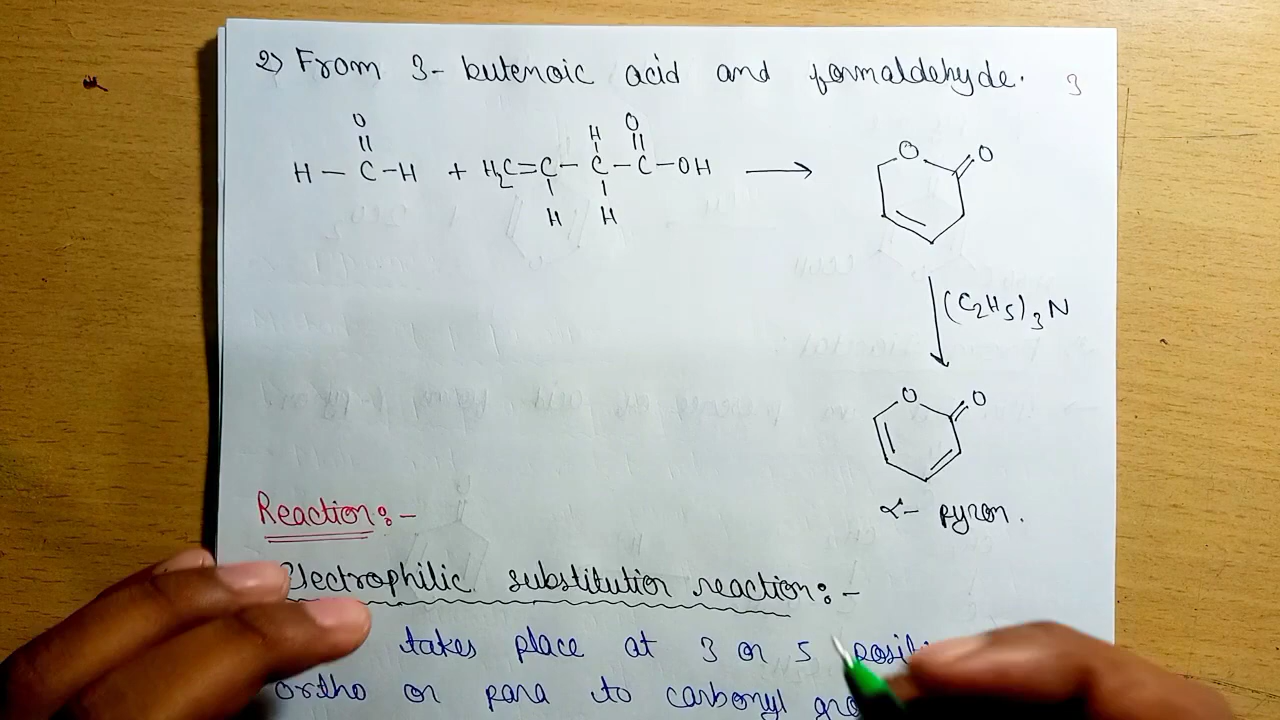 2) From 3- butenoic acid and formaldehyde. 3
O H O
H — C - H + H₂C = C — C — C — OH ⟶ O O
H H
(C₂H₅)₃N
O O
α- pyron.
Reaction :-
Electrophilic substitution reaction :-
takes place at 3 or 5
ortho or para to carbonyl